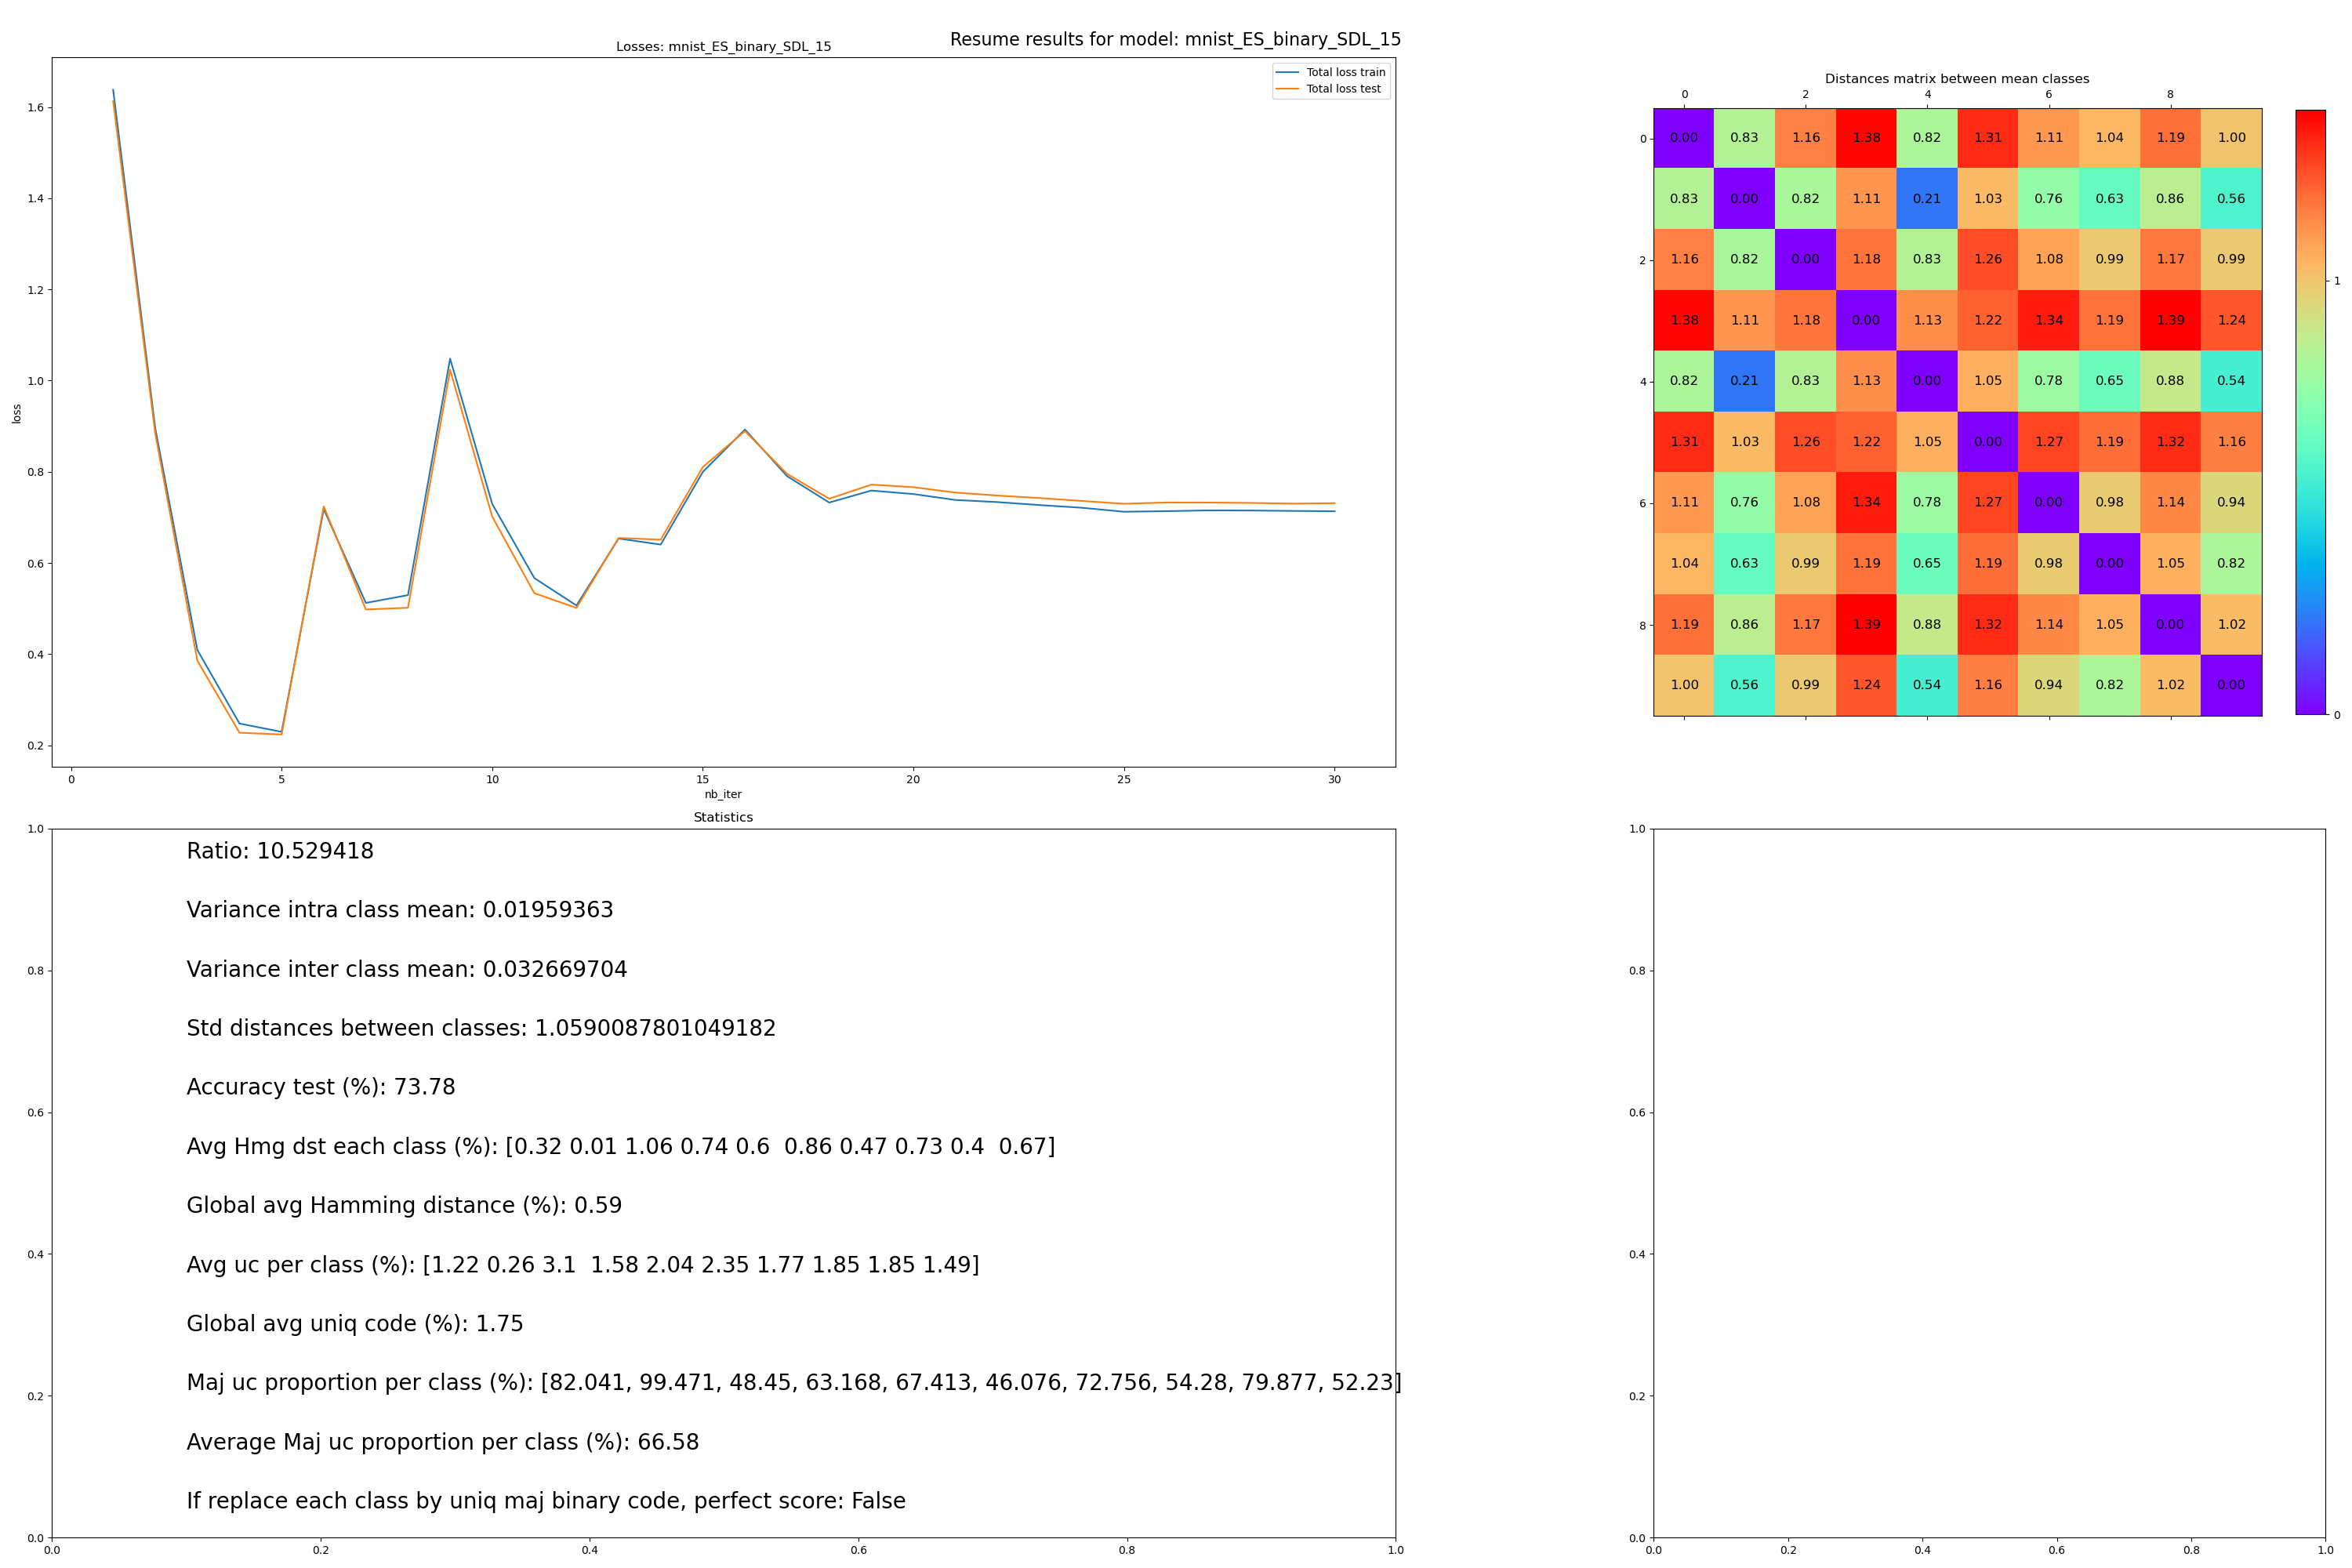 Resume results for model: mnist_ES_binary_SDL_15
Losses: mnist_ES_binary_SDL_15
Total loss train
Total loss test
loss
1.6
1.4
1.2
1.0
0.8
0.6
0.4
0.2
0 5 10 15 20 25 30
nb_iter
Distances matrix between mean classes
0 2 4 6 8
0 0.00 0.83 1.16 1.38 0.82 1.31 1.11 1.04 1.19 1.00
0.83 0.00 0.82 1.11 0.21 1.03 0.76 0.63 0.86 0.56
2 1.16 0.82 0.00 1.18 0.83 1.26 1.08 0.99 1.17 0.99
1.38 1.11 1.18 0.00 1.13 1.22 1.34 1.19 1.39 1.24
4 0.82 0.21 0.83 1.13 0.00 1.05 0.78 0.65 0.88 0.54
1.31 1.03 1.26 1.22 1.05 0.00 1.27 1.19 1.32 1.16
6 1.11 0.76 1.08 1.34 0.78 1.27 0.00 0.98 1.14 0.94
1.04 0.63 0.99 1.19 0.65 1.19 0.98 0.00 1.05 0.82
8 1.19 0.86 1.17 1.39 0.88 1.32 1.14 1.05 0.00 1.02
1.00 0.56 0.99 1.24 0.54 1.16 0.94 0.82 1.02 0.00
1
0
Statistics
1.0
0.8
0.6
0.4
0.2
0.0
Ratio: 10.529418
Variance intra class mean: 0.01959363
Variance inter class mean: 0.032669704
Std distances between classes: 1.0590087801049182
Accuracy test (%): 73.78
Avg Hmg dst each class (%): [0.32 0.01 1.06 0.74 0.6  0.86 0.47 0.73 0.4  0.67]
Global avg Hamming distance (%): 0.59
Avg uc per class (%): [1.22 0.26 3.1  1.58 2.04 2.35 1.77 1.85 1.85 1.49]
Global avg uniq code (%): 1.75
Maj uc proportion per class (%): [82.041, 99.471, 48.45, 63.168, 67.413, 46.076, 72.756, 54.28, 79.877, 52.23]
Average Maj uc proportion per class (%): 66.58
If replace each class by uniq maj binary code, perfect score: False
0.0 0.2 0.4 0.6 0.8 1.0
1.0
0.8
0.6
0.4
0.2
0.0
0.0 0.2 0.4 0.6 0.8 1.0